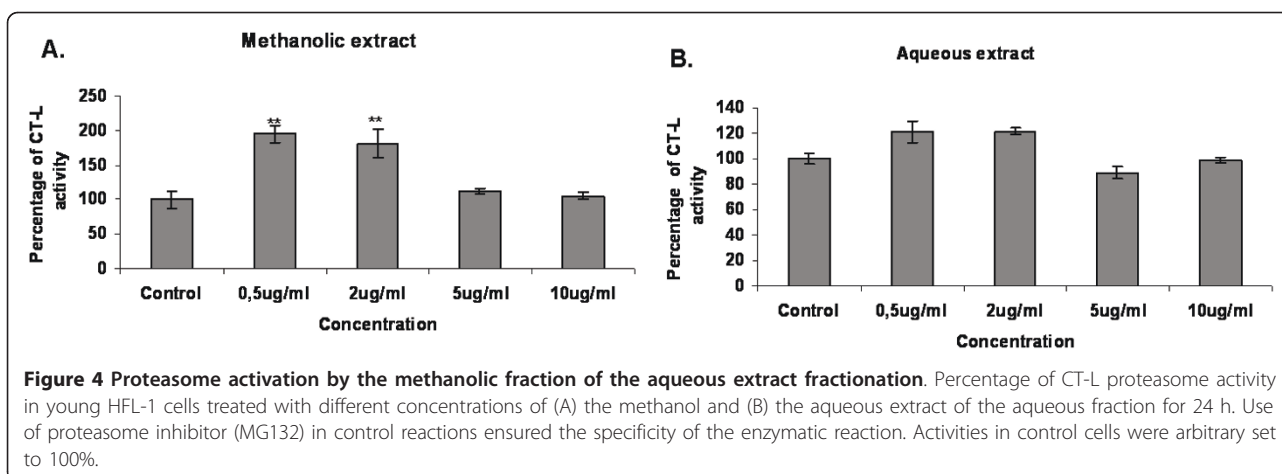 A.
Methanolic extract
Percentage of CT-L
activity
250
200
150
100
50
0
**
**
Control
0,5ug/ml
2ug/ml
5ug/ml
10ug/ml
Concentration
B.
Aqueous extract
Percentage of CT-L
activity
140
120
100
80
60
40
20
0
Control
0,5ug/ml
2ug/ml
5ug/ml
10ug/ml
Concentration
Figure 4 Proteasome activation by the methanolic fraction of the aqueous extract fractionation. Percentage of CT-L proteasome activity
in young HFL-1 cells treated with different concentrations of (A) the methanol and (B) the aqueous extract of the aqueous fraction for 24 h. Use
of proteasome inhibitor (MG132) in control reactions ensured the specificity of the enzymatic reaction. Activities in control cells were arbitrary set
to 100%.